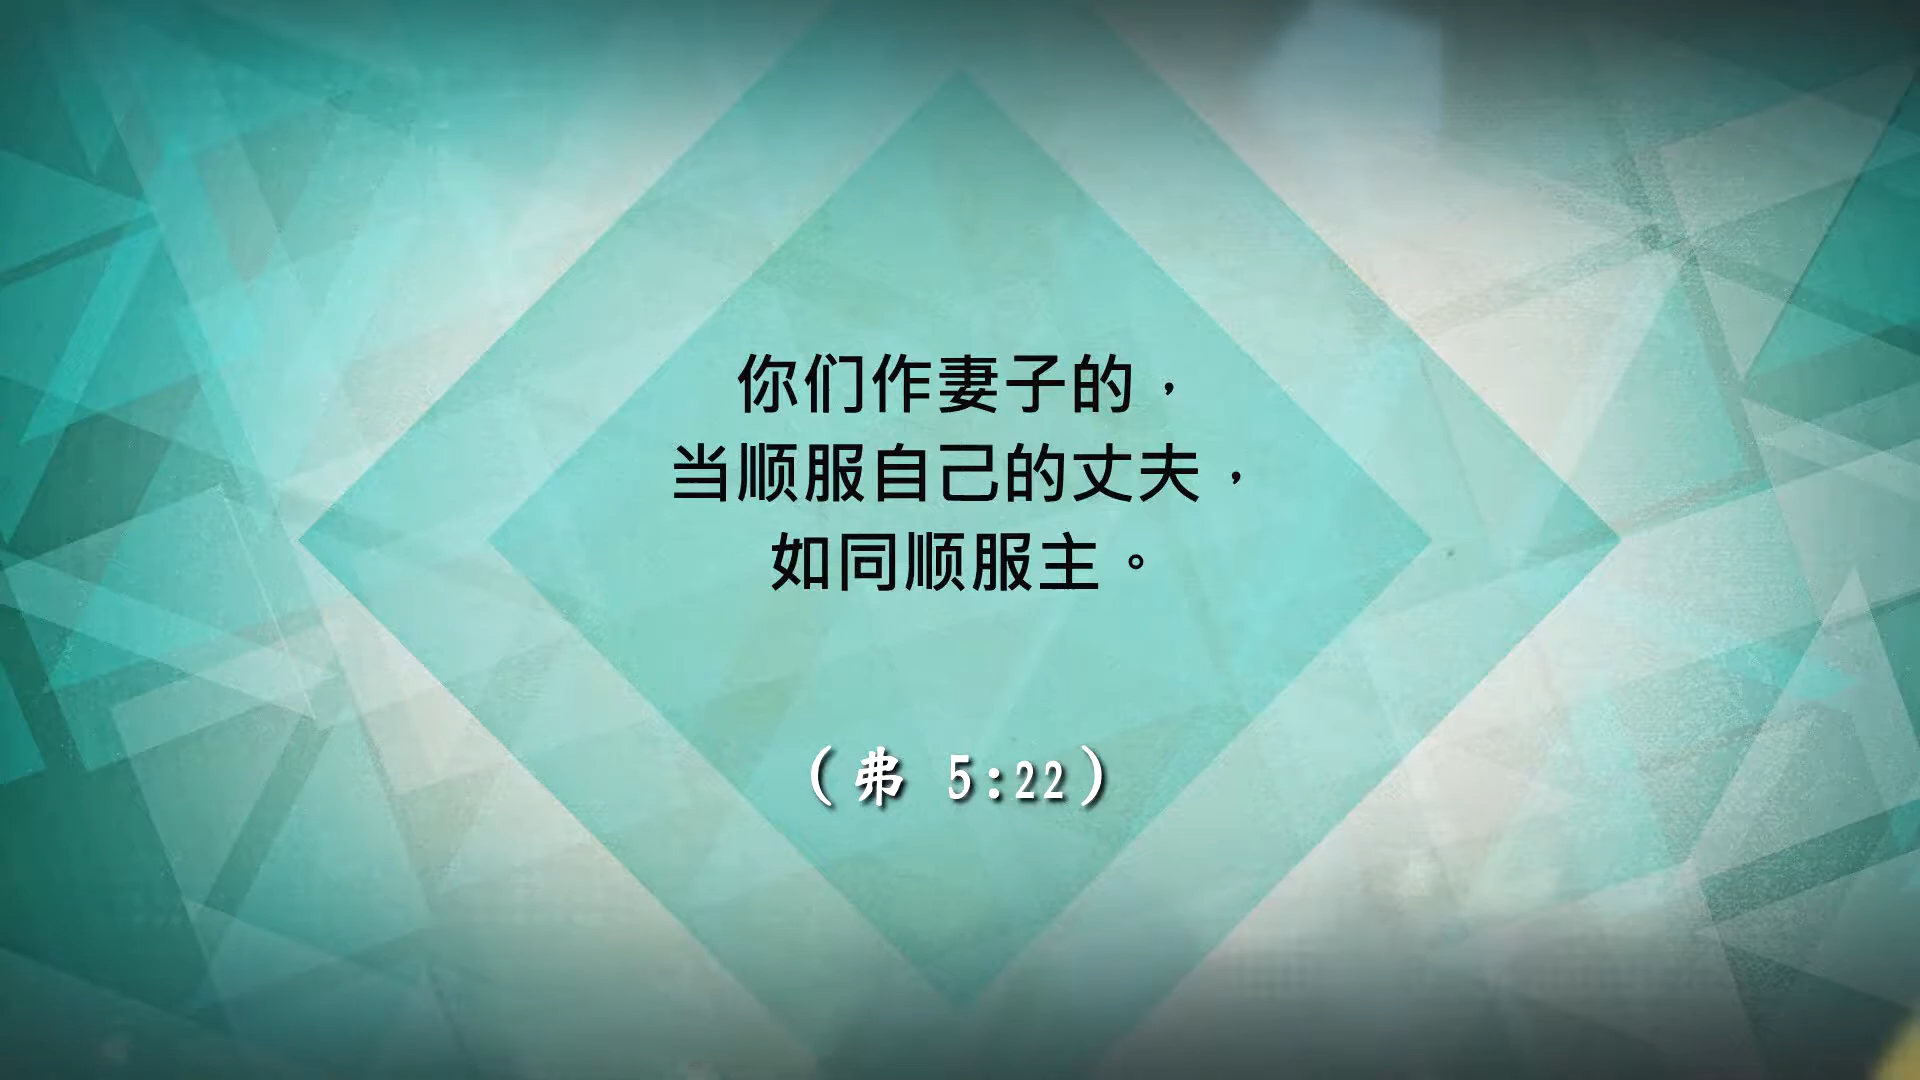 你们作妻子的，
当顺服自己的丈夫，
如同顺服主。
（弗 5:22）